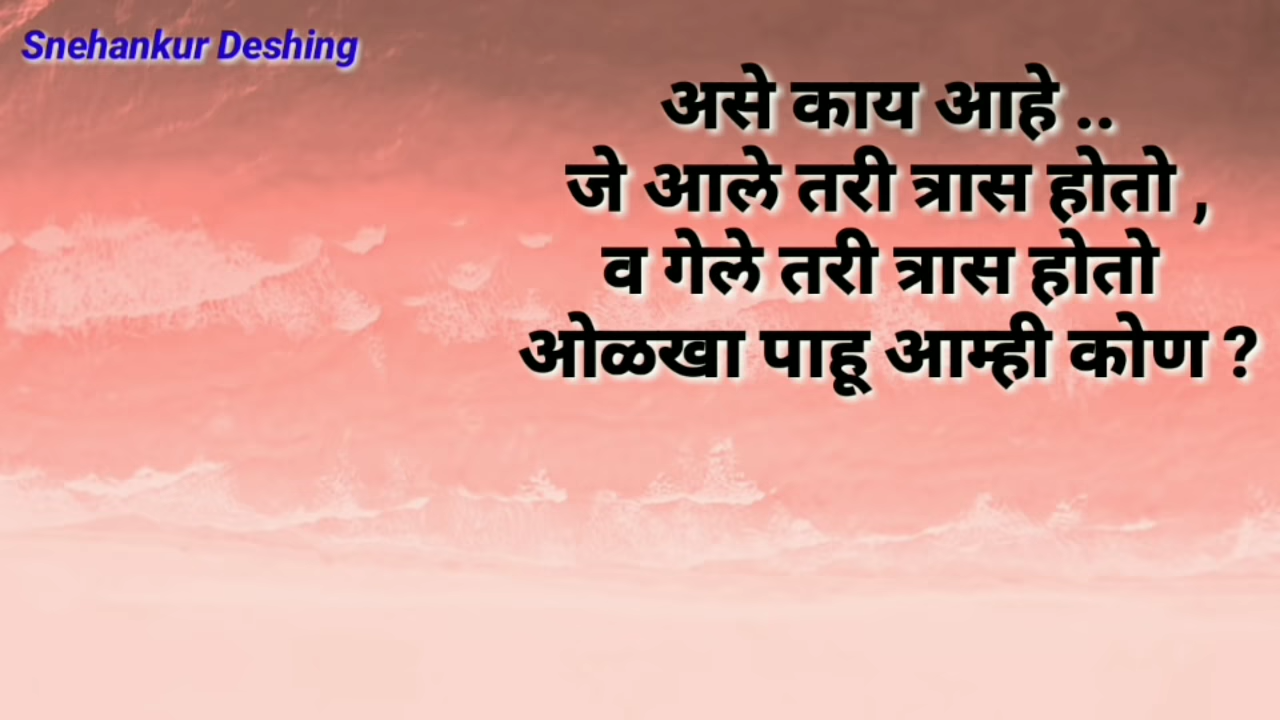 Snehankur Deshing
असे काय आहे ..
जे आले तरी त्रास होतो ,
व गेले तरी त्रास होतो
ओळखा पाहू आम्ही कोण ?